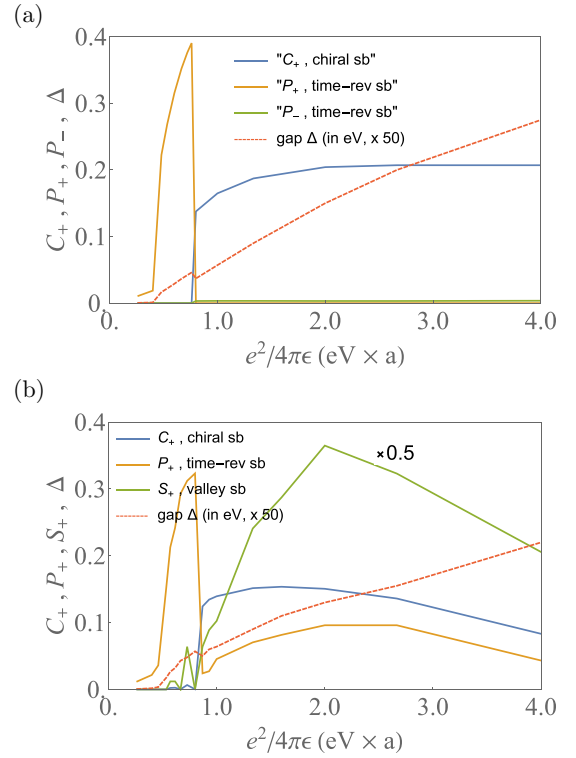 (a)
0.4
0.3
0.2
0.1
0.
C₊ , P₊ , P₋ , Δ
"C₊ , chiral sb"
"P₊ , time-rev sb"
"P₋ , time-rev sb"
gap Δ (in eV, x 50)
0. 1.0 2.0 3.0 4.0
e²/4πϵ (eV × a)
(b)
0.4
0.3
0.2
0.1
0.
C₊ , P₊ , S₊ , Δ
C₊ , chiral sb
P₊ , time-rev sb
S₊ , valley sb
gap Δ (in eV, x 50)
×0.5
0. 1.0 2.0 3.0 4.0
e²/4πϵ (eV × a)